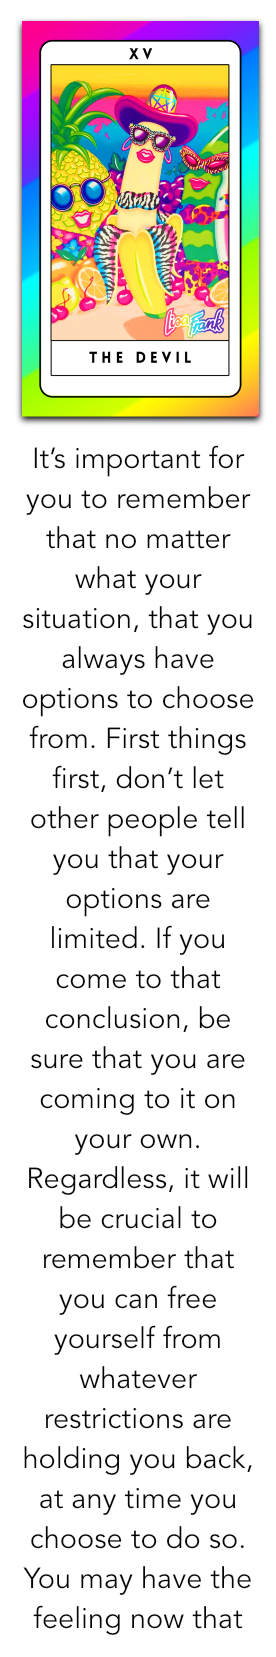 XV
Lisa Frank
THE DEVIL
It’s important for
you to remember
that no matter
what your
situation, that you
always have
options to choose
from. First things
first, don’t let
other people tell
you that your
options are
limited. If you
come to that
conclusion, be
sure that you are
coming to it on
your own.
Regardless, it will
be crucial to
remember that
you can free
yourself from
whatever
restrictions are
holding you back,
at any time you
choose to do so.
You may have the
feeling now that